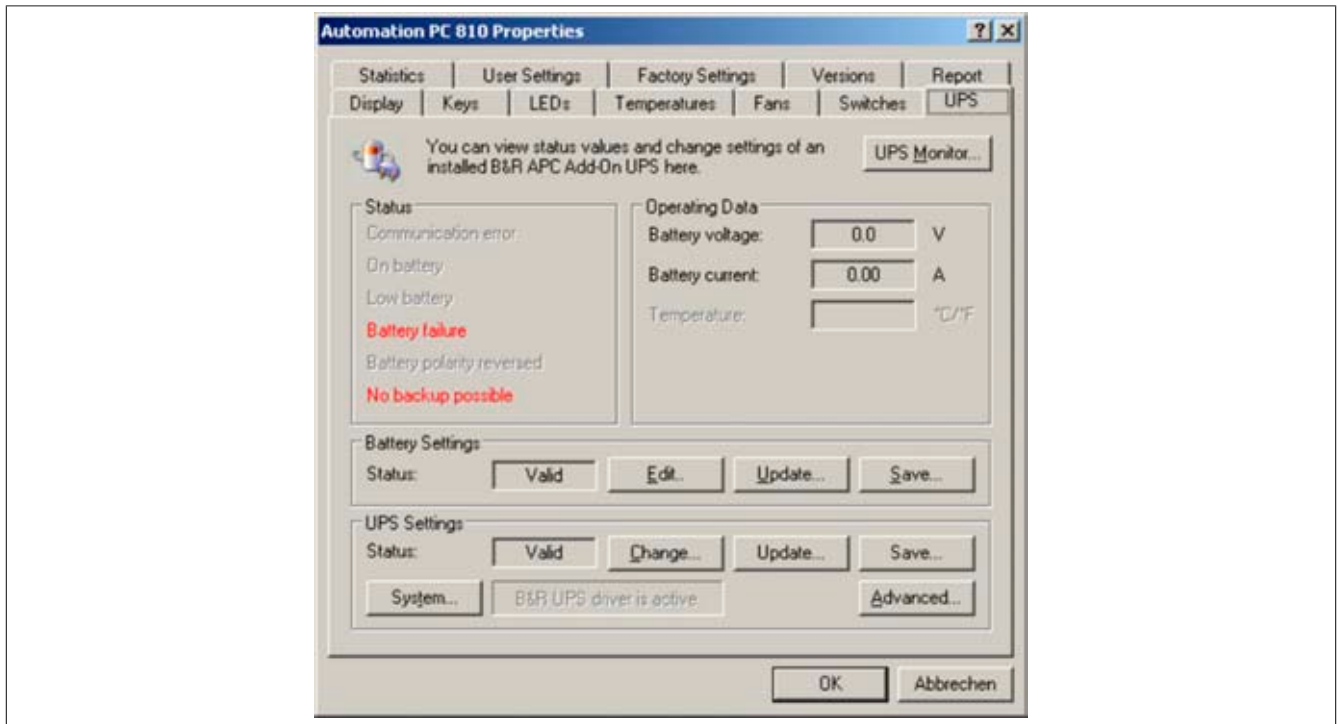 Automation PC 810 Properties
Statistics User Settings Factory Settings Versions Report
Display Keys LEDs Temperatures Fans Switches UPS
You can view status values and change settings of an
installed B&R APC Add-On UPS here.
UPS Monitor...
Status
Communication error
On battery
Low battery
Battery failure
Battery polarity reversed
No backup possible
Operating Data
Battery voltage: 0.0 V
Battery current: 0.00 A
Temperature: °C/°F
Battery Settings
Status: Valid Edit.. Update... Save...
UPS Settings
Status: Valid Change... Update... Save...
System... B&R UPS driver is active Advanced...
OK Abbrechen